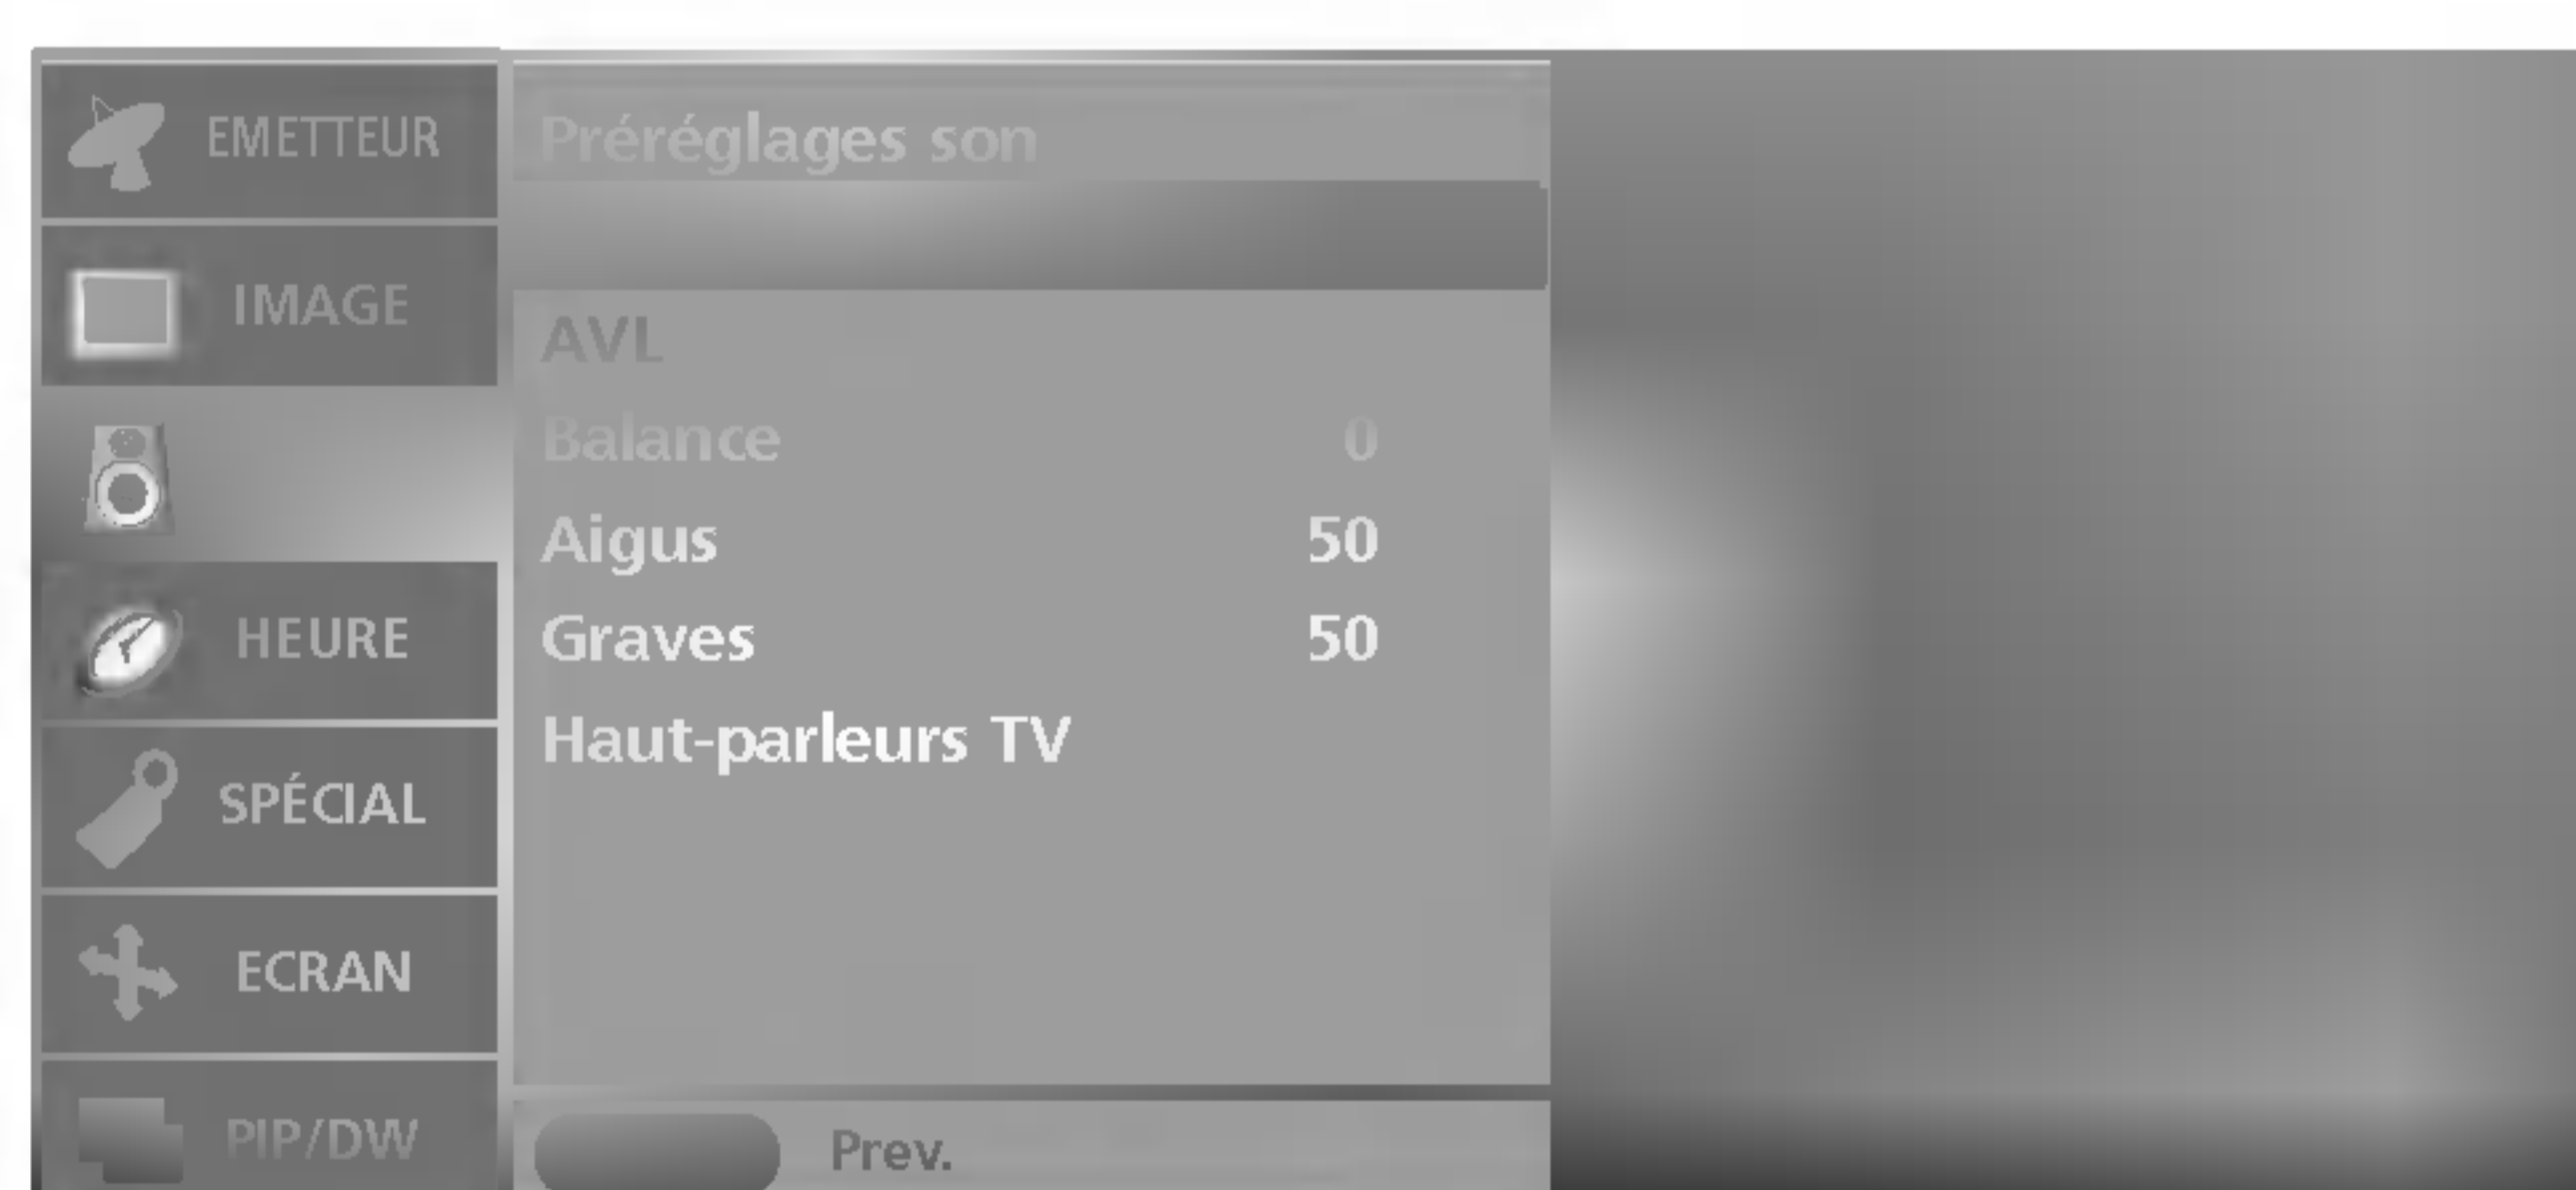 EMETTEUR
IMAGE
HEURE
SPÉCIAL
ECRAN
PIP/DW
Préréglages son
AVL
Balance 0
Aigus 50
Graves 50
Haut-parleurs TV
Prev.